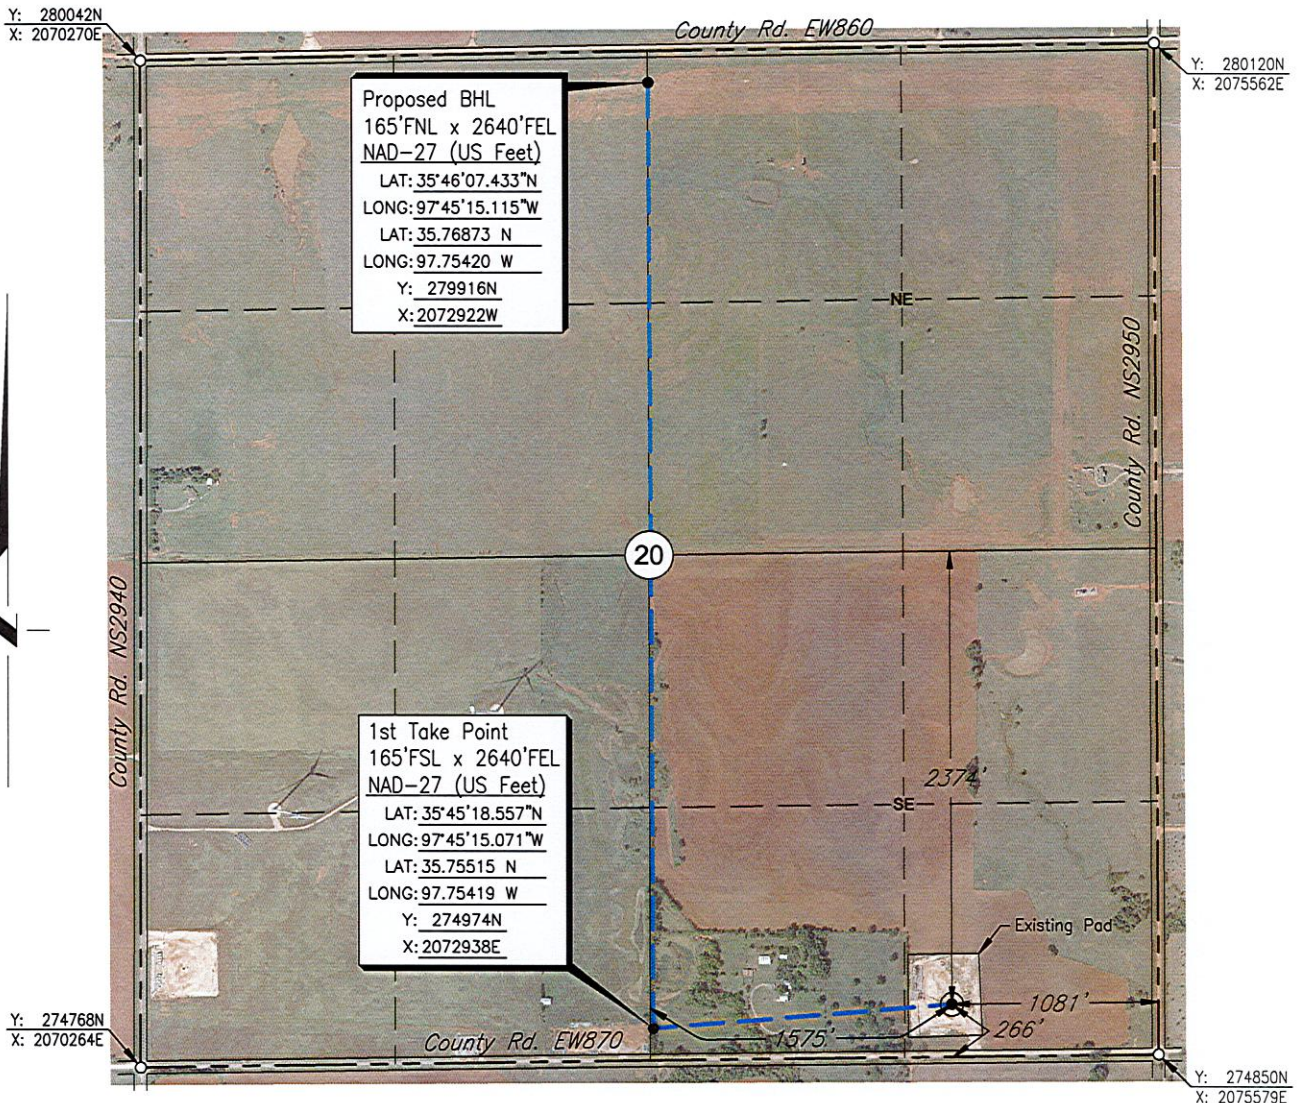 Y: 280042N
X: 2070270E
County Rd. EW860
Y: 280120N
X: 2075562E
Proposed BHL
165'FNL x 2640'FEL
NAD-27 (US Feet)
LAT: 35°46'07.433"N
LONG: 97°45'15.115"W
LAT: 35.76873 N
LONG: 97.75420 W
Y: 279916N
X: 2072922W
NE
County Rd. NS2950
20
County Rd. NS2940
1st Take Point
165'FSL x 2640'FEL
NAD-27 (US Feet)
LAT: 35°45'18.557"N
LONG: 97°45'15.071"W
LAT: 35.75515 N
LONG: 97.75419 W
Y: 274974N
X: 2072938E
2374'
SE
Existing Pad
1081'
266'
1575'
County Rd. EW870
Y: 274768N
X: 2070264E
Y: 274850N
X: 2075579E